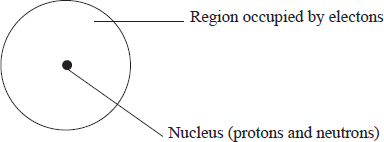 Region occupied by electons
Nucleus (protons and neutrons)